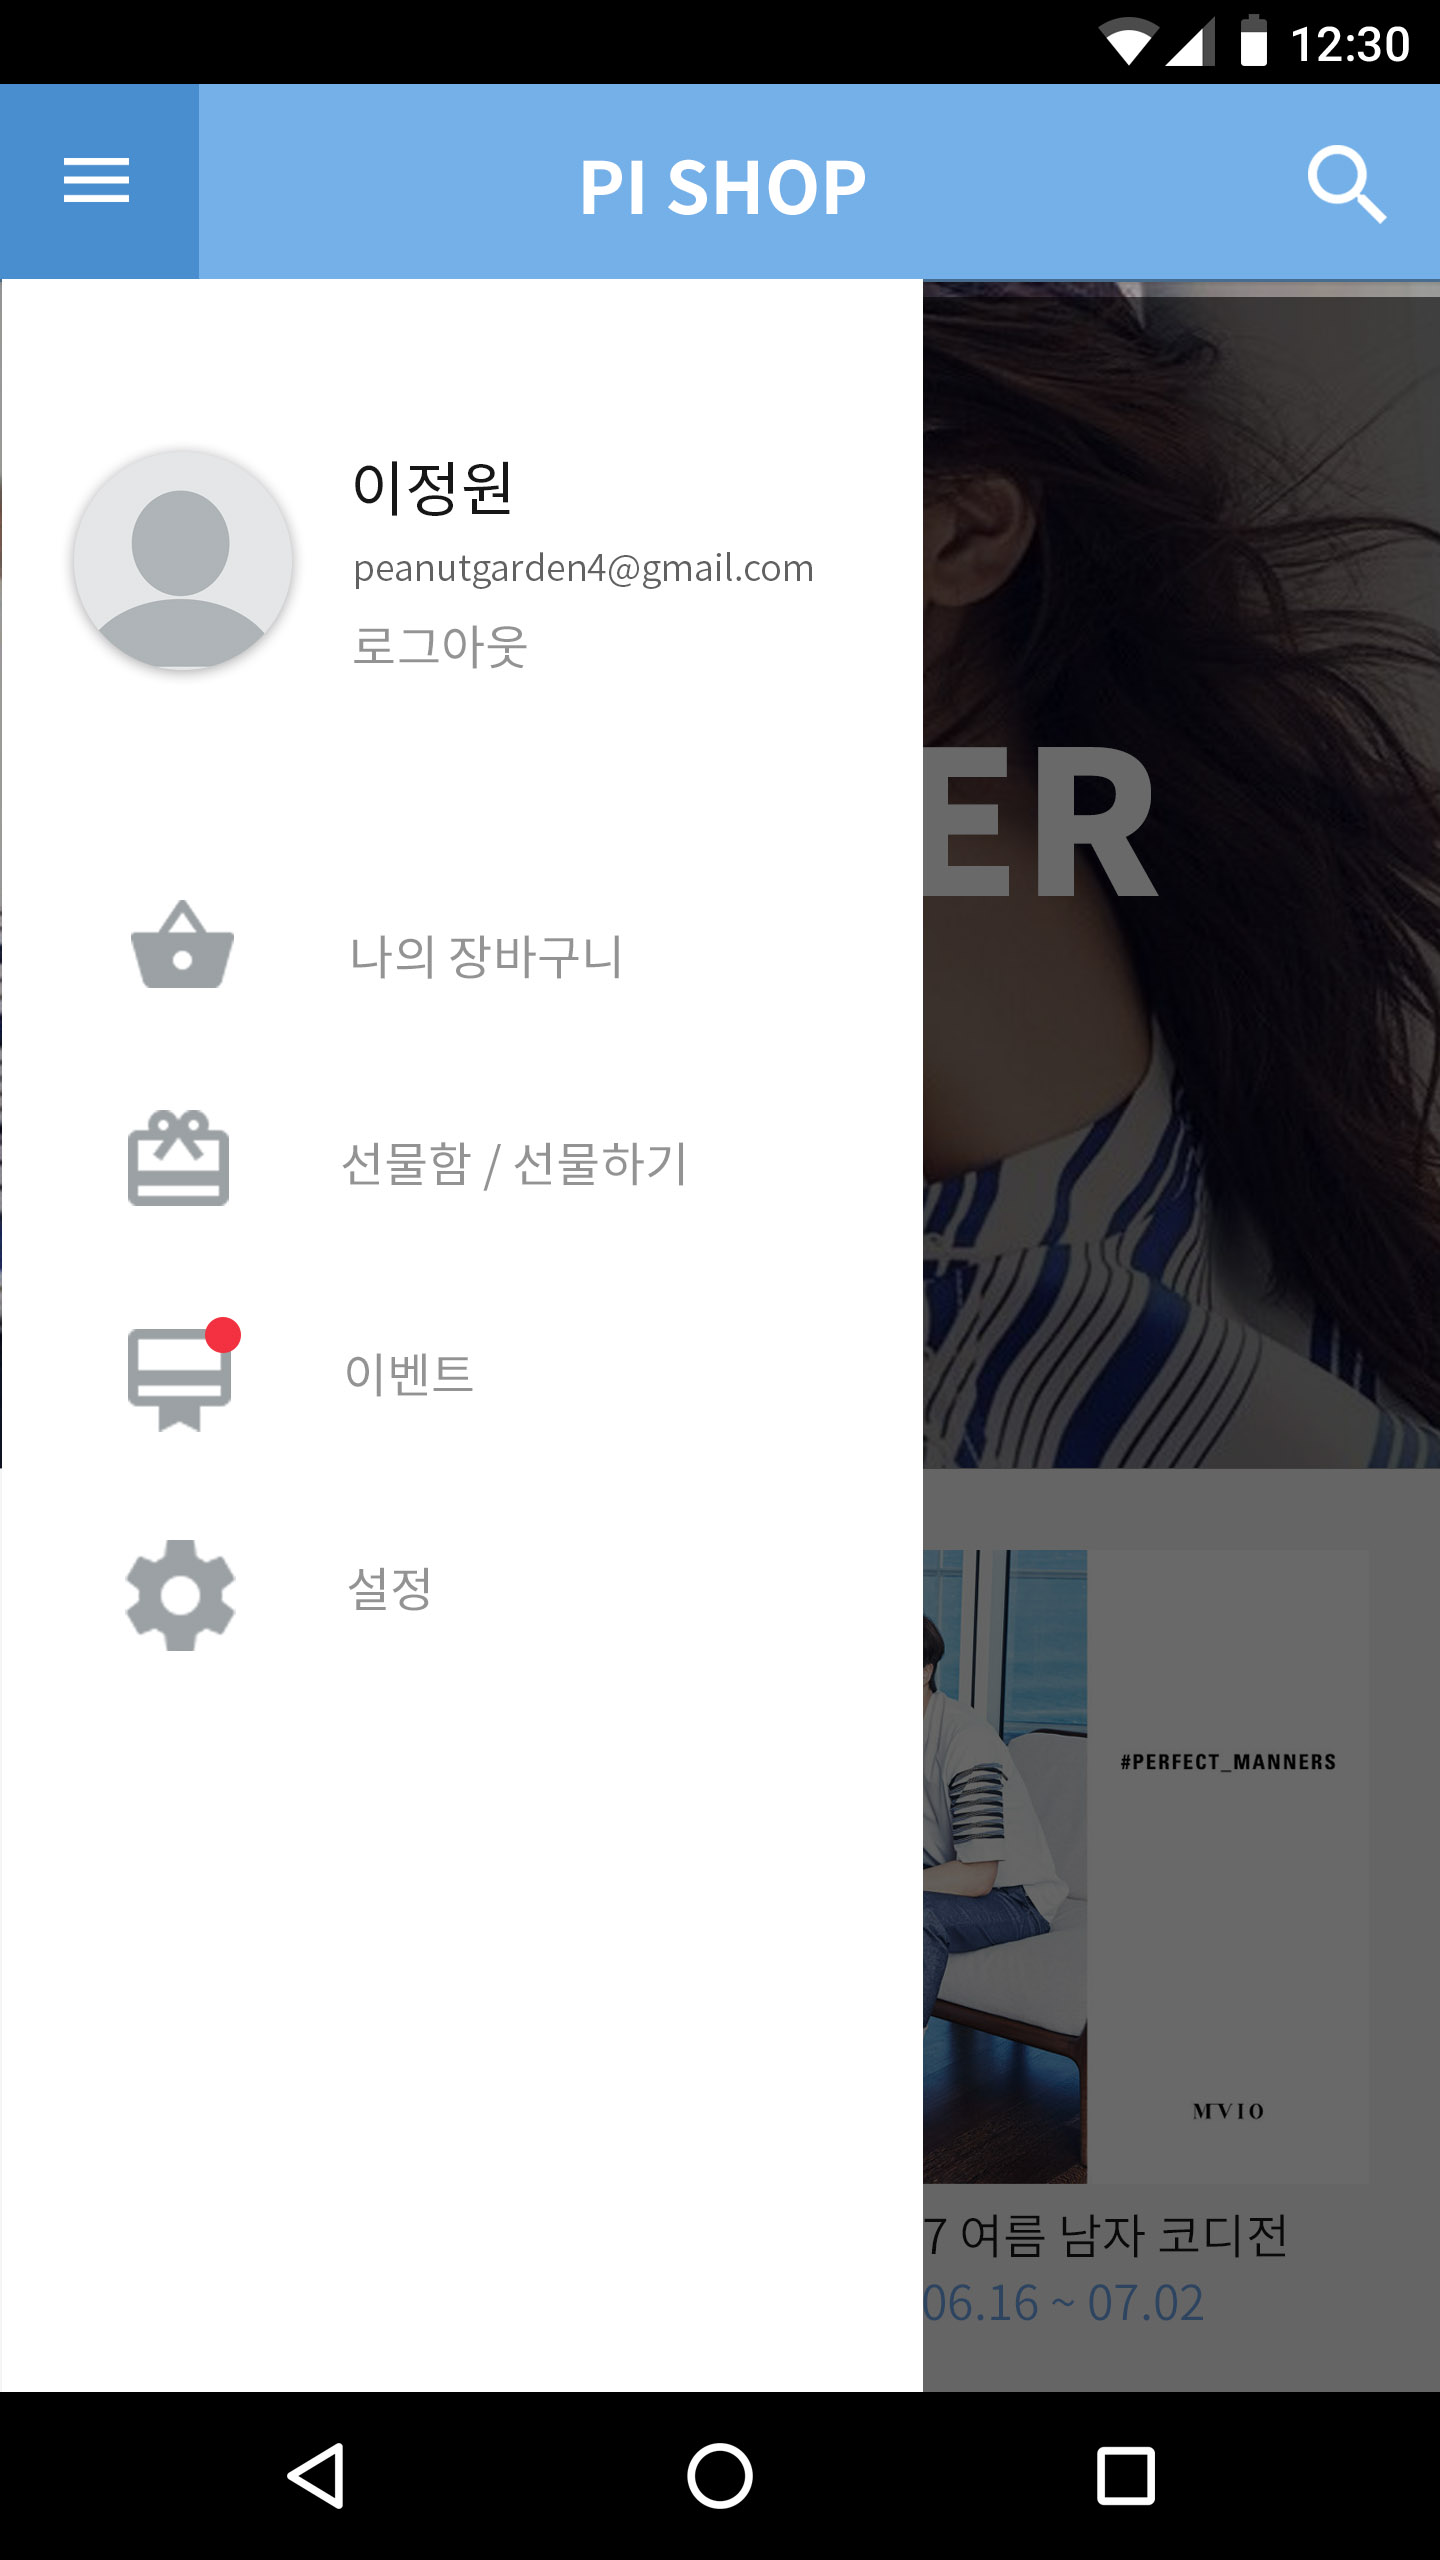 12:30
PI SHOP
이정원
peanutgarden4@gmail.com
로그아웃
ER
나의 장바구니
선물함 / 선물하기
이벤트
설정
#PERFECT_MANNERS
MVIO
7 여름 남자 코디전
06.16 ~ 07.02